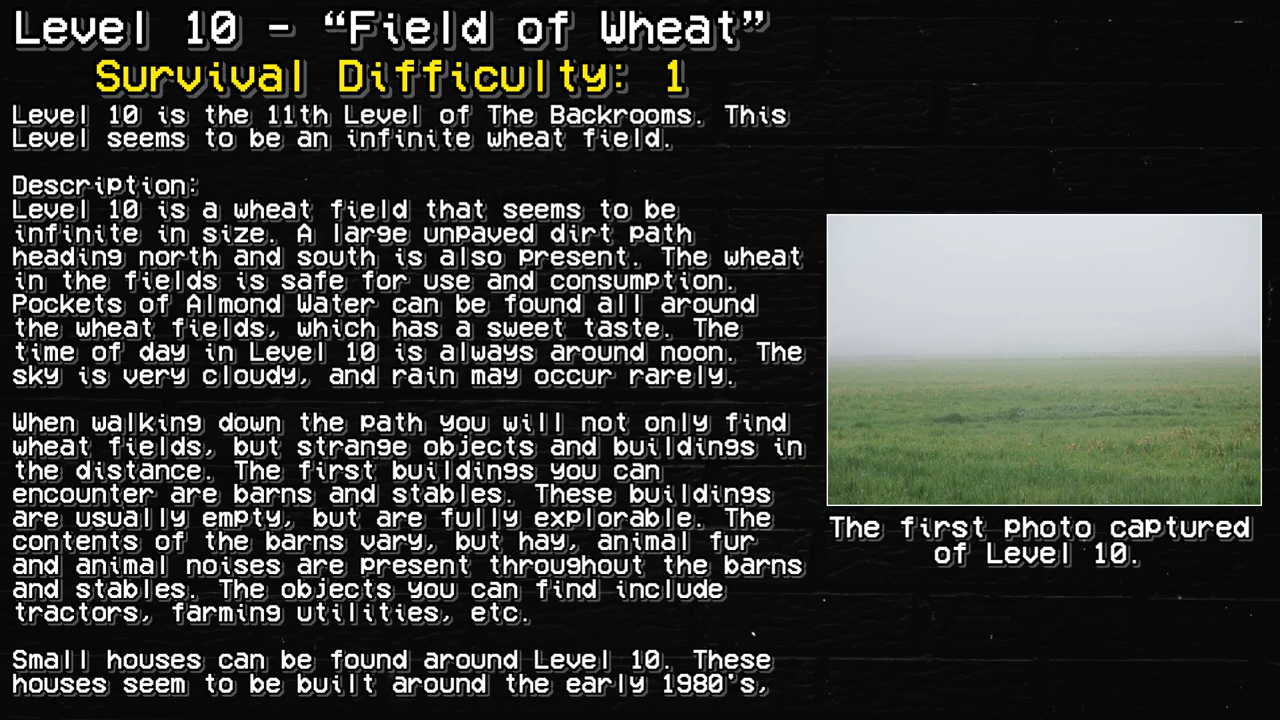 Level 10 - “Field of Wheat”
Survival Difficulty: 1
Level 10 is the 11th Level of The Backrooms. This
Level seems to be an infinite wheat field.
Description:
Level 10 is a wheat field that seems to be
infinite in size. A large unpaved dirt path
heading north and south is also present. The wheat
in the fields is safe for use and consumption.
Pockets of Almond Water can be found all around
the wheat fields, which has a sweet taste. The
time of day in Level 10 is always around noon. The
sky is very cloudy, and rain may occur rarely.
When walking down the path you will not only find
wheat fields, but strange objects and buildings in
the distance. The first buildings you can
encounter are barns and stables. These buildings
are usually empty, but are fully explorable. The
contents of the barns vary, but hay, animal fur
and animal noises are present throughout the barns
and stables. The objects you can find include
tractors, farming utilities, etc.
Small houses can be found around Level 10. These
houses seem to be built around the early 1980's,
The first photo captured
of Level 10.